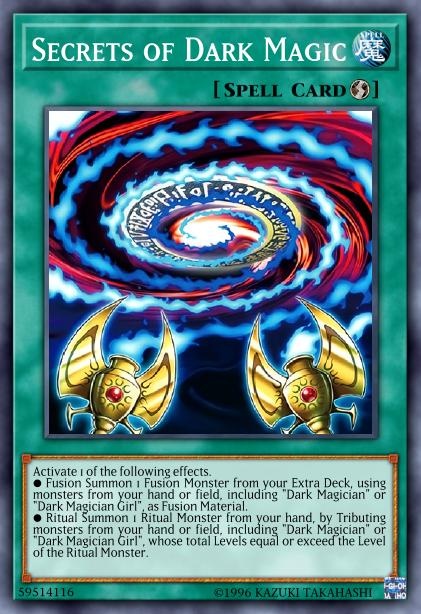 Secrets of Dark Magic
SPELL
魔
[Spell Card]
Activate 1 of the following effects.
● Fusion Summon 1 Fusion Monster from your Extra Deck, using
monsters from your hand or field, including "Dark Magician" or
"Dark Magician Girl", as Fusion Material.
● Ritual Summon 1 Ritual Monster from your hand, by Tributing
monsters from your hand or field, including "Dark Magician" or
"Dark Magician Girl", whose total Levels equal or exceed the Level
of the Ritual Monster.
59514116
©1996 KAZUKI TAKAHASHI